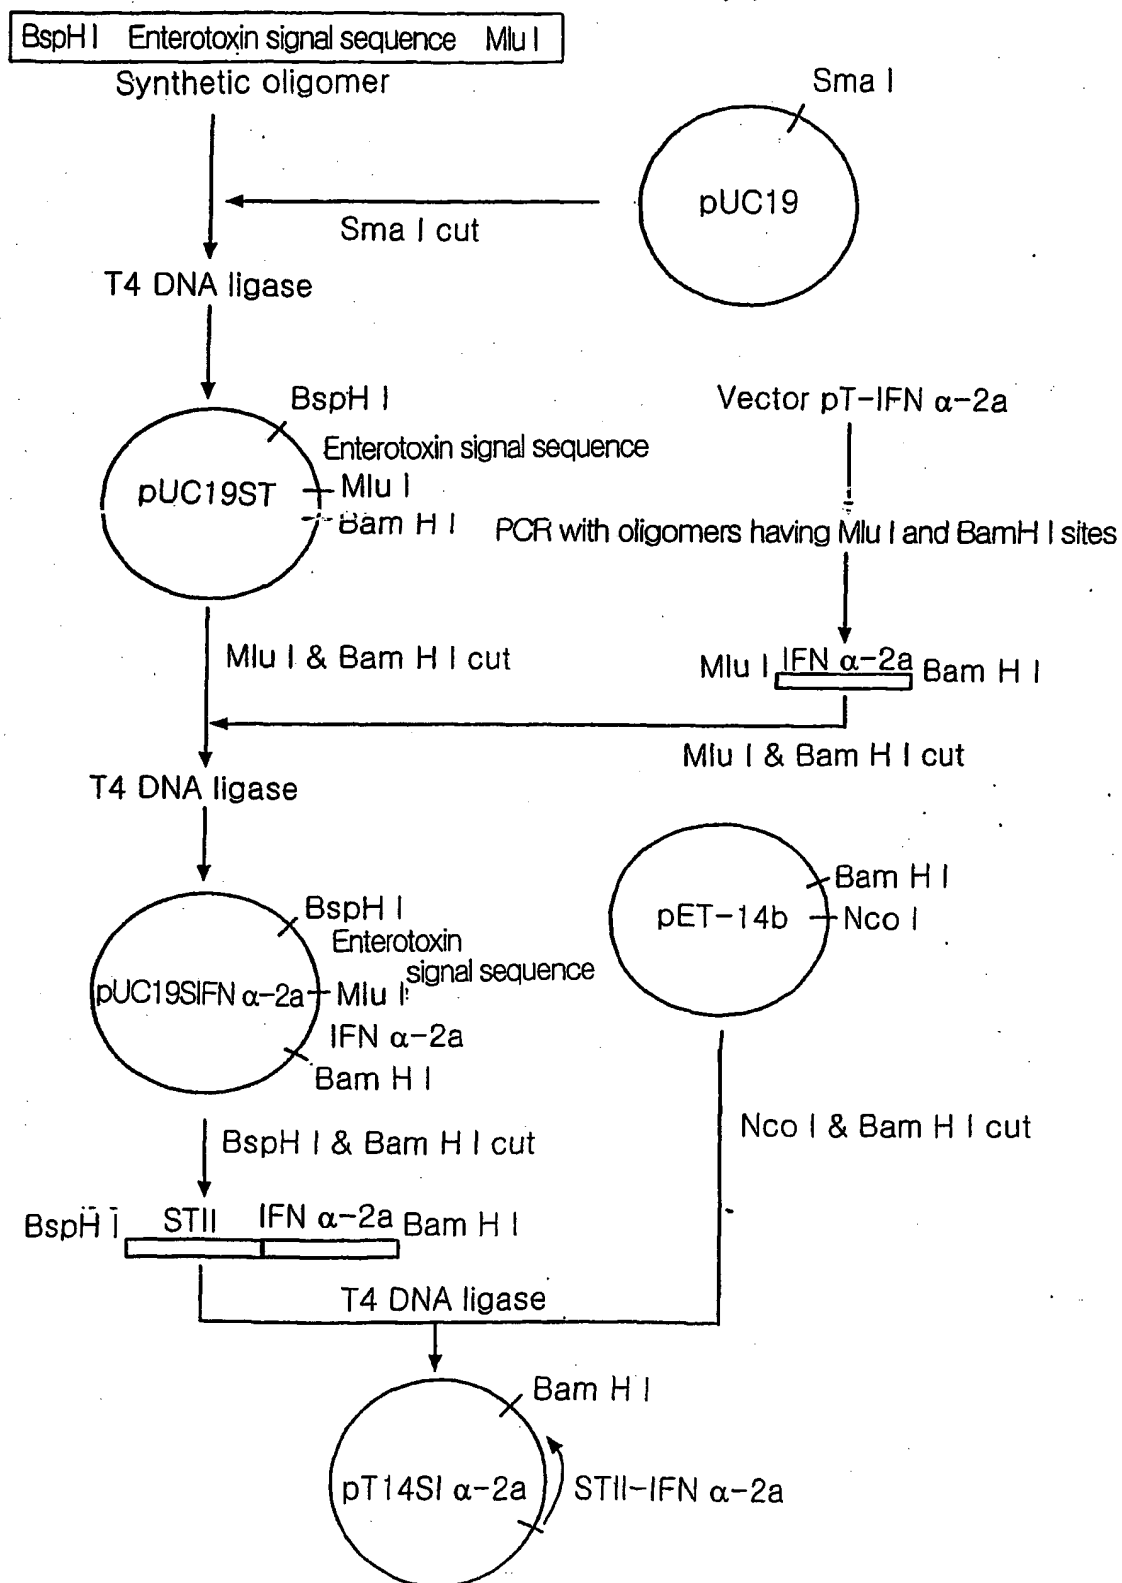 BspH I Enterotoxin signal sequence Mlu I
Synthetic oligomer
Sma I
pUC19
Sma I cut
T4 DNA ligase
BspH I
Enterotoxin signal sequence
pUC19ST
Mlu I
Bam H I
Vector pT-IFN α-2a
PCR with oligomers having Mlu I and BamH I sites
Mlu I & Bam H I cut
Mlu I IFN α-2a Bam H I
Mlu I & Bam H I cut
T4 DNA ligase
BspH I
Enterotoxin
signal sequence
pUC19SIFN α-2a
Mlu I
IFN α-2a
Bam H I
Bam H I
pET-14b
Nco I
BspH I & Bam H I cut
Nco I & Bam H I cut
BspH I STII IFN α-2a Bam H I
T4 DNA ligase
Bam H I
pT14SI α-2a
STII-IFN α-2a